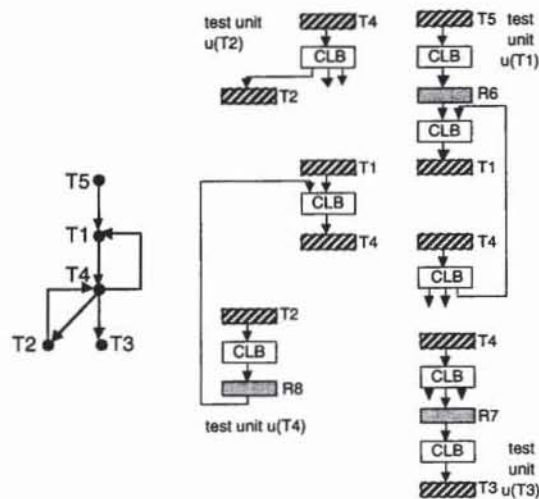 test unit
u(T2)
T4
CLB
T2
T5
test
unit
u(T1)
CLB
R6
CLB
T1
T5
T1
T4
T2
T3
T1
CLB
T4
T4
CLB
T2
CLB
R8
test unit u(T4)
T4
CLB
R7
CLB
test
unit
T3 u(T3)